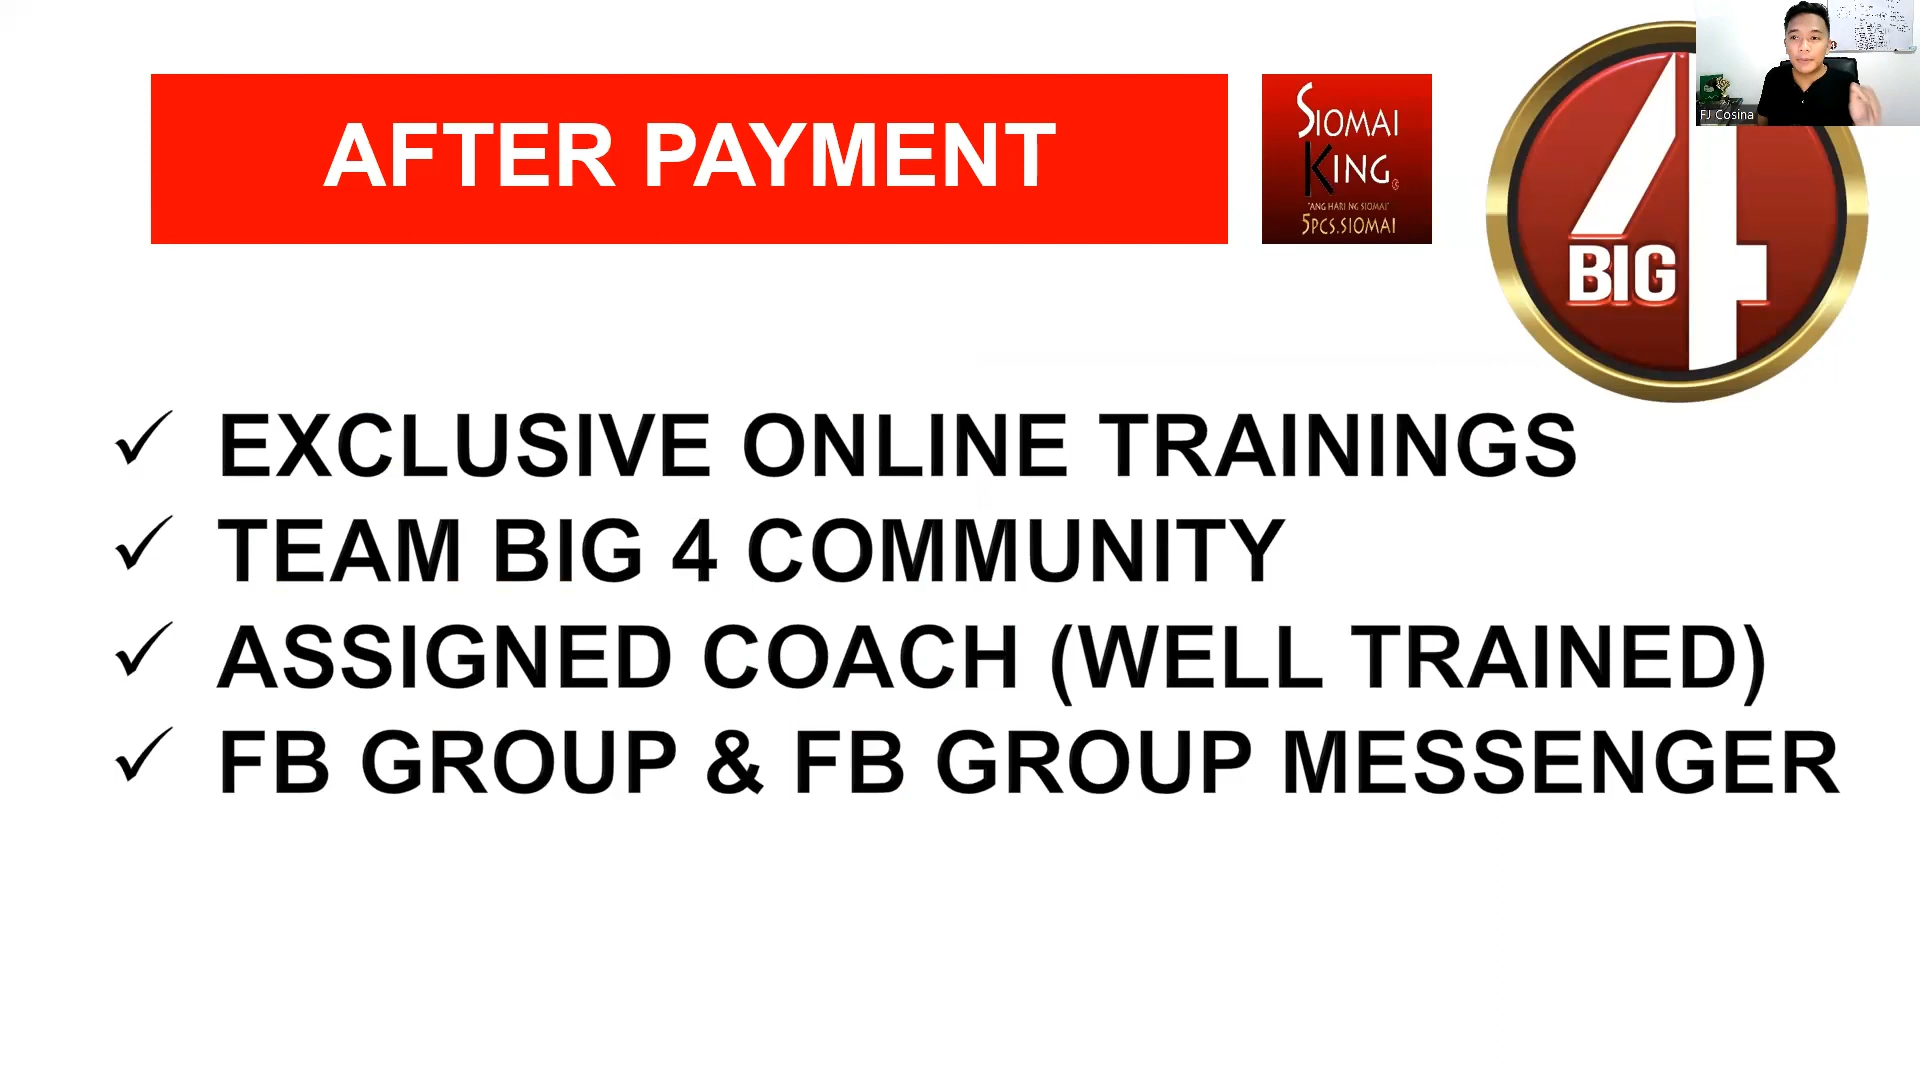 AFTER PAYMENT
SIOMAI
KING
"ANG HARI NG SIOMAI"
5PCS.SIOMAI
4
BIG
FJ Cosina
✓ EXCLUSIVE ONLINE TRAININGS
✓ TEAM BIG 4 COMMUNITY
✓ ASSIGNED COACH (WELL TRAINED)
✓ FB GROUP & FB GROUP MESSENGER